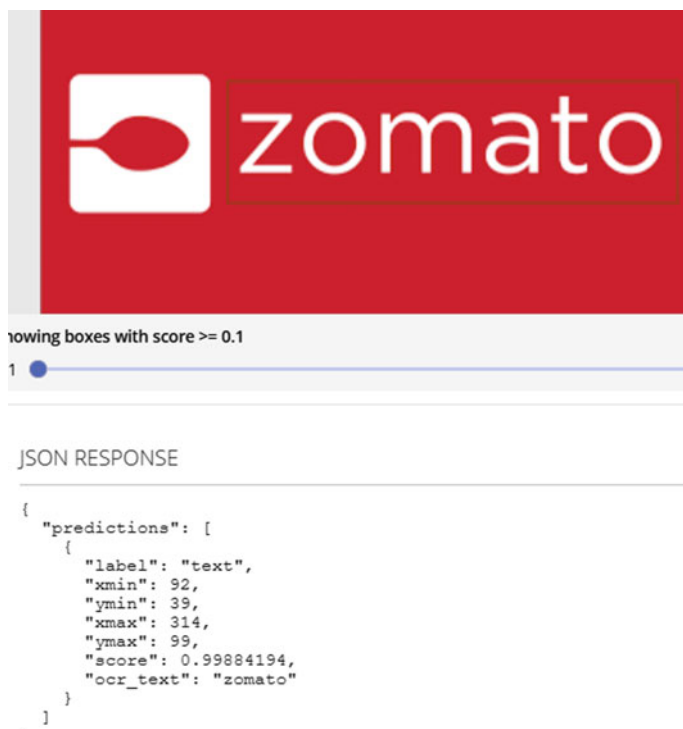 zomato
howing boxes with score >= 0.1
1
JSON RESPONSE
{
"predictions": [
{
"label": "text",
"xmin": 92,
"ymin": 39,
"xmax": 314,
"ymax": 99,
"score": 0.99884194,
"ocr_text": "zomato"
}
]